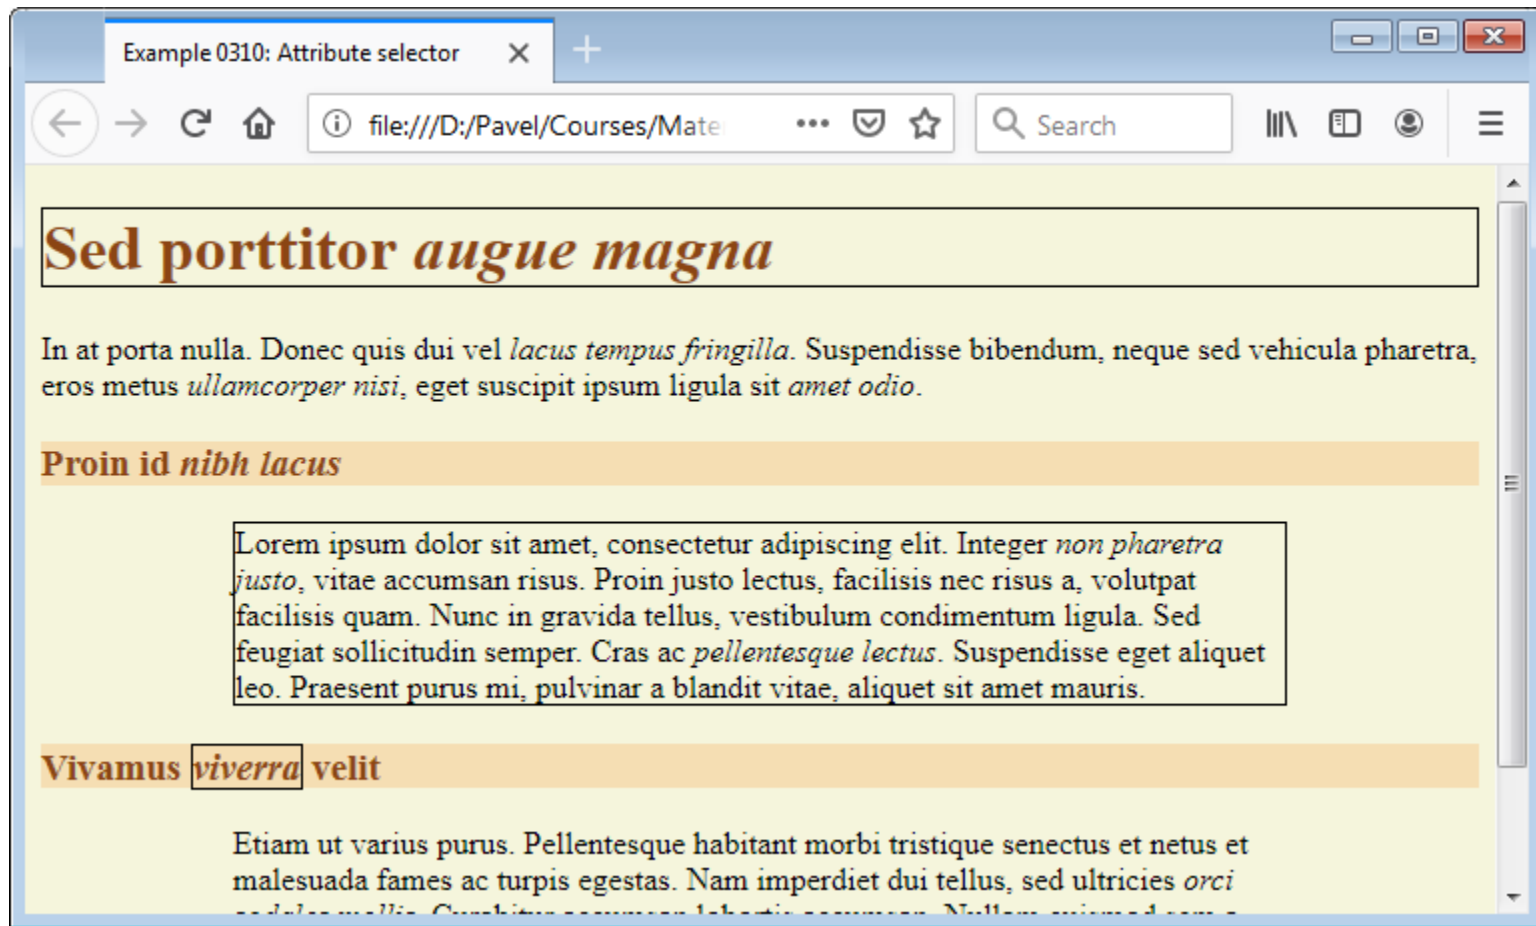 Example 0310: Attribute selector
file:///D:/Pavel/Courses/Mate
Search
Sed porttitor augue magna
In at porta nulla. Donec quis dui vel lacus tempus fringilla. Suspendisse bibendum, neque sed vehicula pharetra,
eros metus ullamcorper nisi, eget suscipit ipsum ligula sit amet odio.
Proin id nibh lacus
Lorem ipsum dolor sit amet, consectetur adipiscing elit. Integer non pharetra
justo, vitae accumsan risus. Proin justo lectus, facilisis nec risus a, volutpat
facilisis quam. Nunc in gravida tellus, vestibulum condimentum ligula. Sed
feugiat sollicitudin semper. Cras ac pellentesque lectus. Suspendisse eget aliquet
leo. Praesent purus mi, pulvinar a blandit vitae, aliquet sit amet mauris.
Vivamus viverra velit
Etiam ut varius purus. Pellentesque habitant morbi tristique senectus et netus et
malesuada fames ac turpis egestas. Nam imperdiet dui tellus, sed ultricies orci